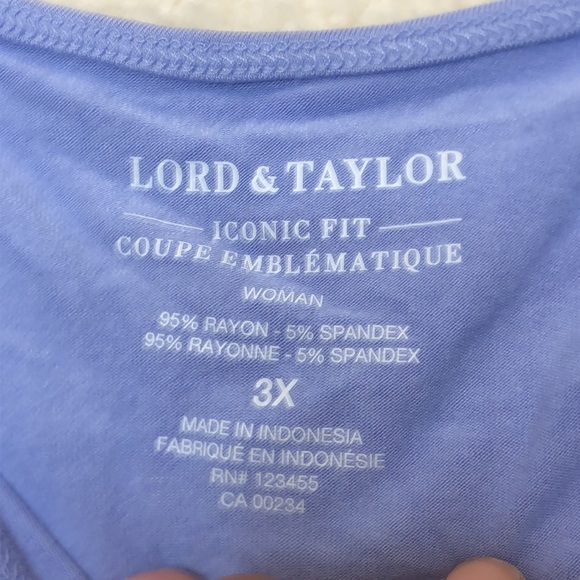 LORD & TAYLOR
ICONIC FIT
COUPE EMBLÉMATIQUE
WOMAN
95% RAYON - 5% SPANDEX
95% RAYONNE - 5% SPANDEX
3X
MADE IN INDONESIA
FABRIQUÉ EN INDONÉSIE
RN# 123455
CA 00234